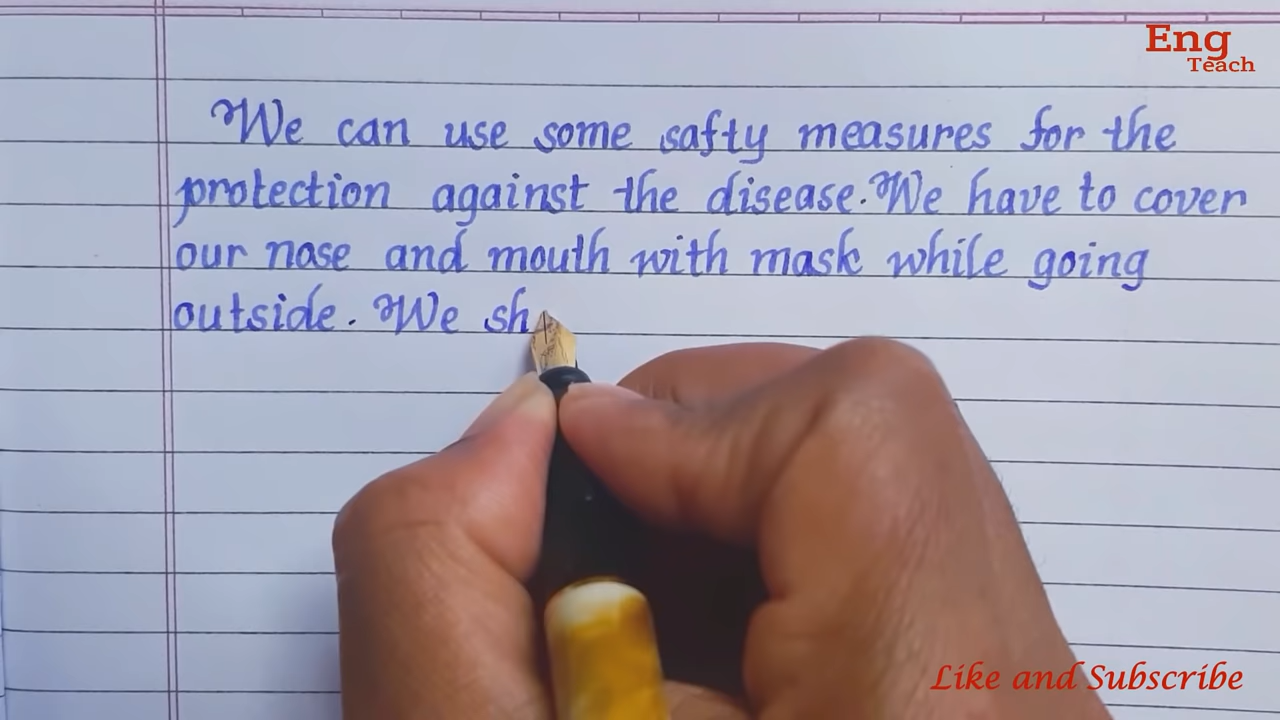 Eng
Teach
We can use some safty measures for the
protection against the disease. We have to cover
our nose and mouth with mask while going
outside. We sh
Like and Subscribe